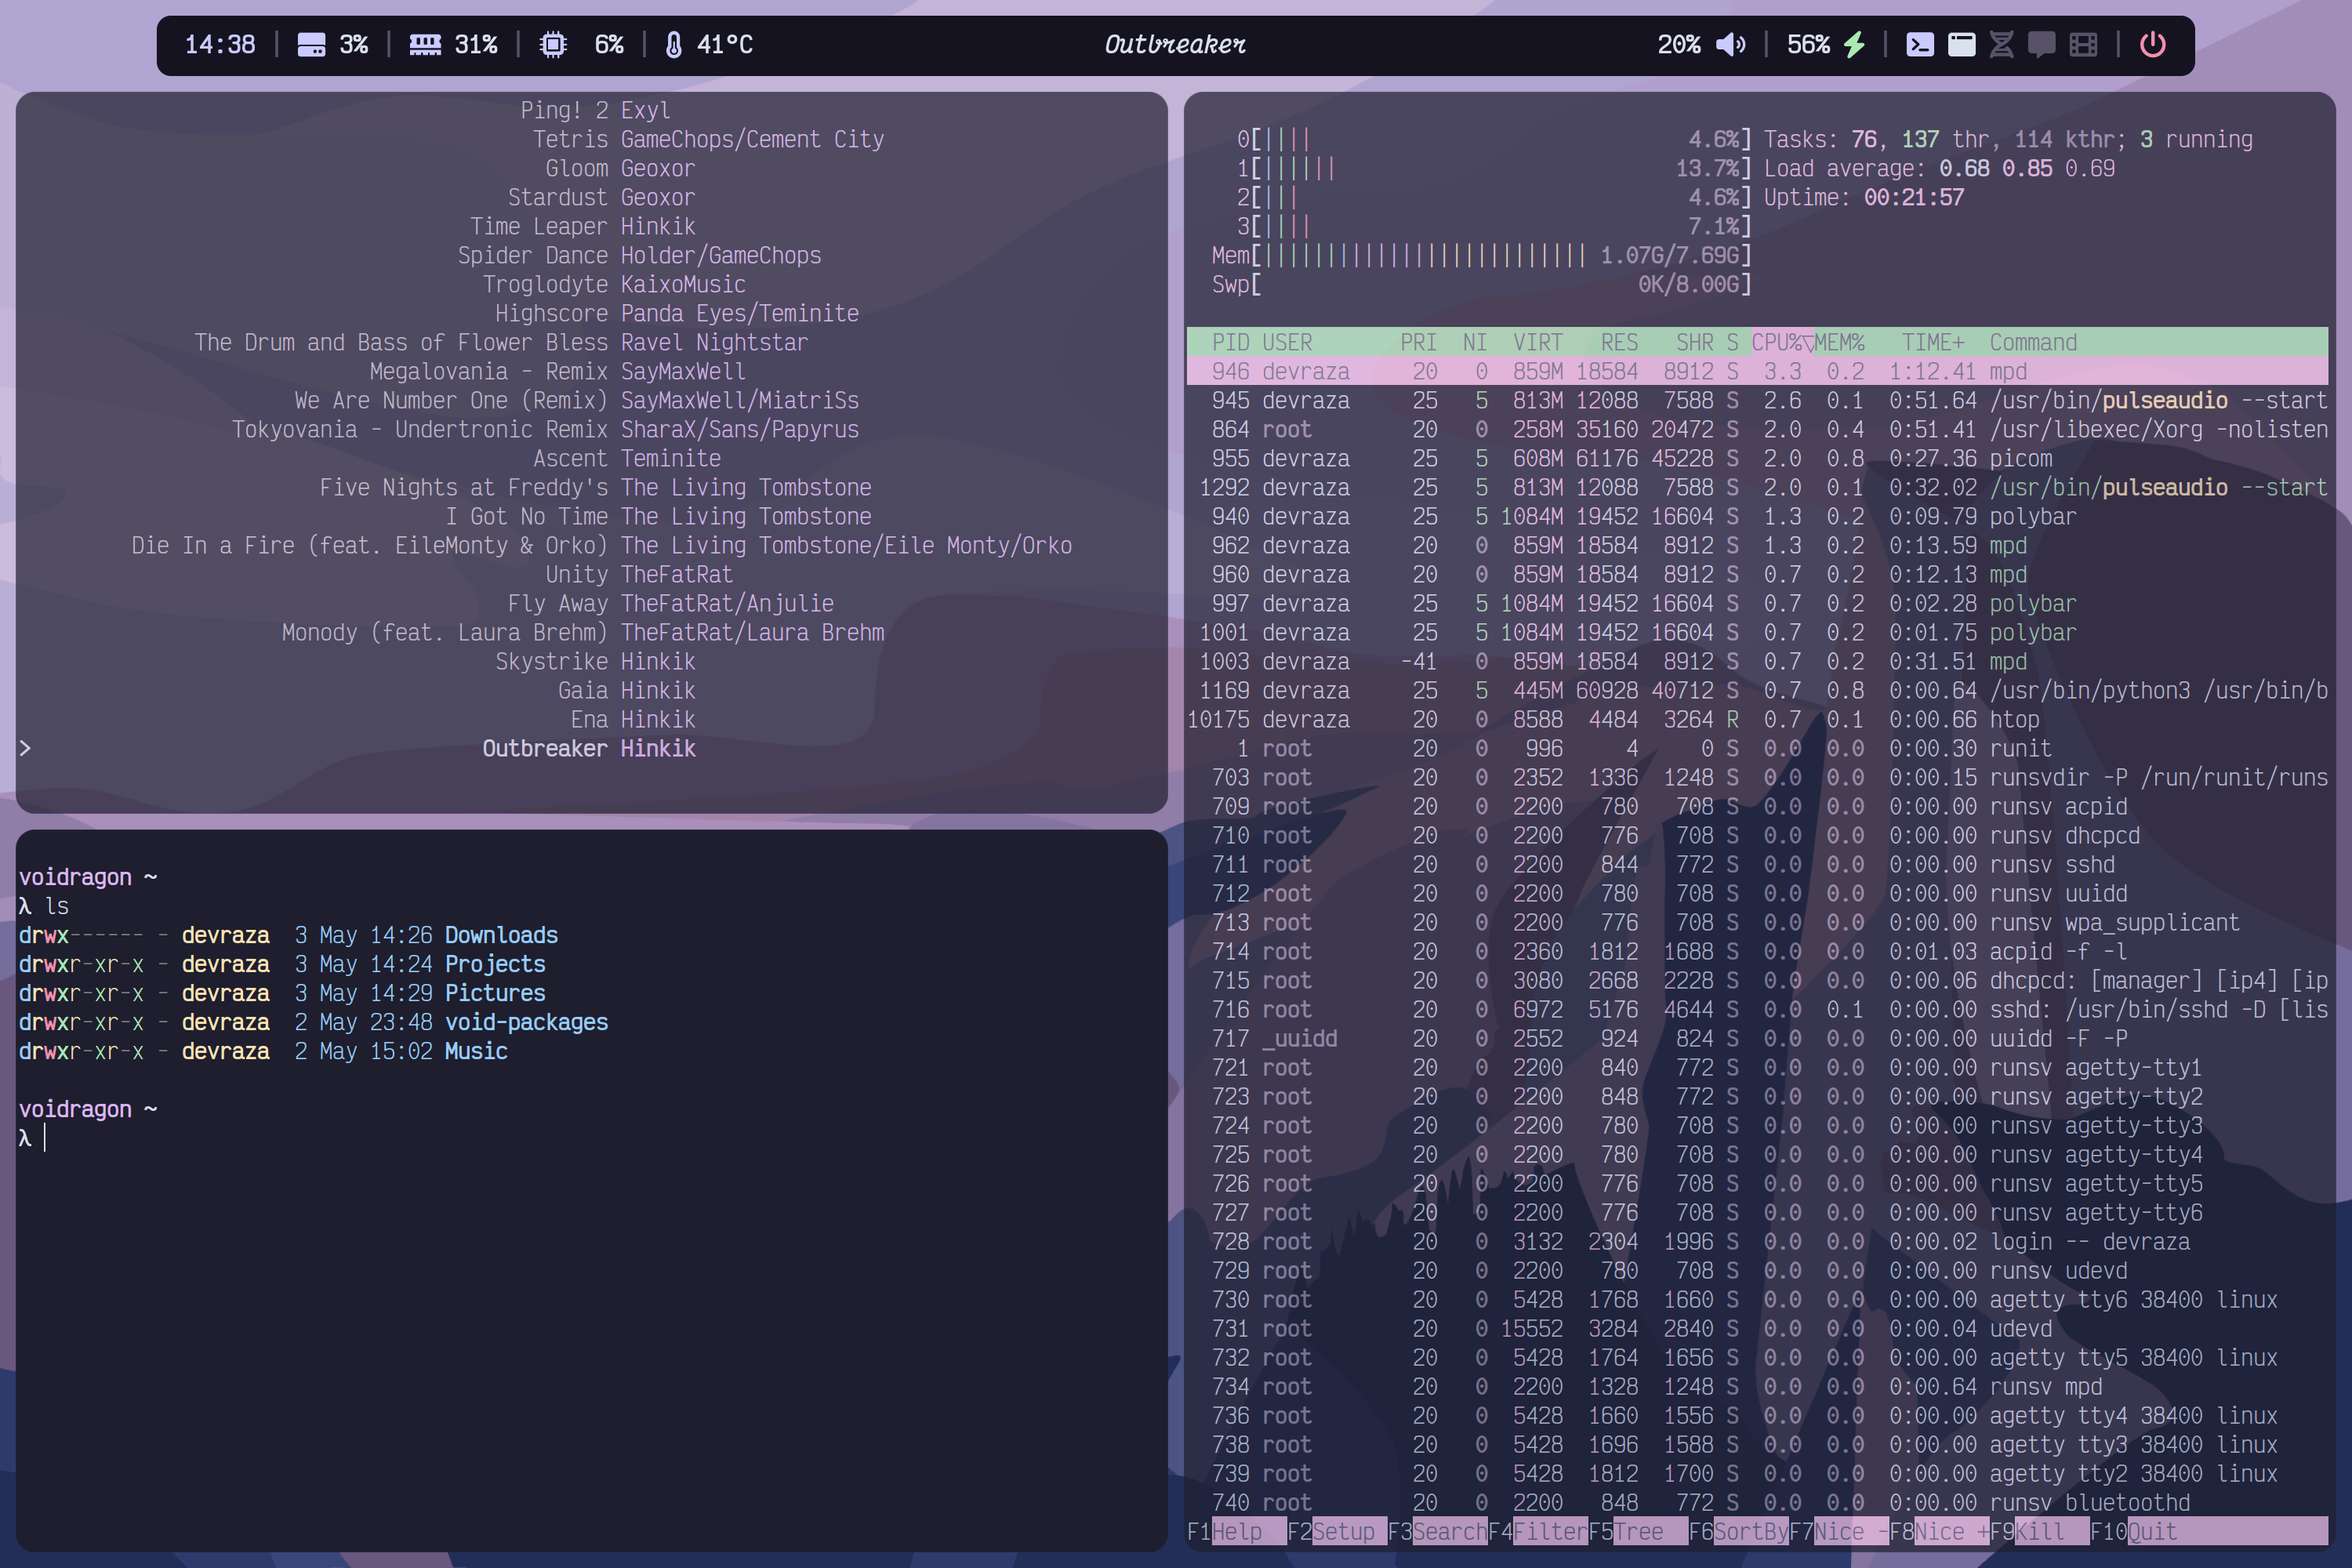 14:38 | 3% | 31% | 6% | 41°C
Outbreaker
20% | 56% |
Ping! 2 Exyl
Tetris GameChops/Cement City
Gloom Geoxor
Stardust Geoxor
Time Leaper Hinkik
Spider Dance Holder/GameChops
Troglodyte KaixoMusic
Highscore Panda Eyes/Teminite
The Drum and Bass of Flower Bless Ravel Nightstar
Megalovania - Remix SayMaxWell
We Are Number One (Remix) SayMaxWell/MiatriSs
Tokyovania - Undertronic Remix SharaX/Sans/Papyrus
Ascent Teminite
Five Nights at Freddy's The Living Tombstone
I Got No Time The Living Tombstone
Die In a Fire (feat. EileMonty & Orko) The Living Tombstone/Eile Monty/Orko
Unity TheFatRat
Fly Away TheFatRat/Anjulie
Monody (feat. Laura Brehm) TheFatRat/Laura Brehm
Skystrike Hinkik
Gaia Hinkik
Ena Hinkik
> Outbreaker Hinkik
voidragon ~
λ ls
drwx------ - devraza 3 May 14:26 Downloads
drwxr-xr-x - devraza 3 May 14:24 Projects
drwxr-xr-x - devraza 3 May 14:29 Pictures
drwxr-xr-x - devraza 2 May 23:48 void-packages
drwxr-xr-x - devraza 2 May 15:02 Music
voidragon ~
λ
0[|||| 4.6%] Tasks: 76, 137 thr, 114 kthr; 3 running
1[|||||| 13.7%] Load average: 0.68 0.85 0.69
2[||| 4.6%] Uptime: 00:21:57
3[|||| 7.1%]
Mem[|||||||||||||||||||||||||| 1.07G/7.69G]
Swp[ 0K/8.00G]
PID USER PRI NI VIRT RES SHR S CPU%▽MEM% TIME+ Command
946 devraza 20 0 859M 18584 8912 S 3.3 0.2 1:12.41 mpd
945 devraza 25 5 813M 12088 7588 S 2.6 0.1 0:51.64 /usr/bin/pulseaudio --start
864 root 20 0 258M 35160 20472 S 2.0 0.4 0:51.41 /usr/libexec/Xorg -nolisten
955 devraza 25 5 608M 61176 45228 S 2.0 0.8 0:27.36 picom
1292 devraza 25 5 813M 12088 7588 S 2.0 0.1 0:32.02 /usr/bin/pulseaudio --start
940 devraza 25 5 1084M 19452 16604 S 1.3 0.2 0:09.79 polybar
962 devraza 20 0 859M 18584 8912 S 1.3 0.2 0:13.59 mpd
960 devraza 20 0 859M 18584 8912 S 0.7 0.2 0:12.13 mpd
997 devraza 25 5 1084M 19452 16604 S 0.7 0.2 0:02.28 polybar
1001 devraza 25 5 1084M 19452 16604 S 0.7 0.2 0:01.75 polybar
1003 devraza -41 0 859M 18584 8912 S 0.7 0.2 0:31.51 mpd
1169 devraza 25 5 445M 60928 40712 S 0.7 0.8 0:00.64 /usr/bin/python3 /usr/bin/b
10175 devraza 20 0 8588 4484 3264 R 0.7 0.1 0:00.66 htop
1 root 20 0 996 4 0 S 0.0 0.0 0:00.30 runit
703 root 20 0 2352 1336 1248 S 0.0 0.0 0:00.15 runsvdir -P /run/runit/runs
709 root 20 0 2200 780 708 S 0.0 0.0 0:00.00 runsv acpid
710 root 20 0 2200 776 708 S 0.0 0.0 0:00.00 runsv dhcpcd
711 root 20 0 2200 844 772 S 0.0 0.0 0:00.00 runsv sshd
712 root 20 0 2200 780 708 S 0.0 0.0 0:00.00 runsv uuidd
713 root 20 0 2200 776 708 S 0.0 0.0 0:00.00 runsv wpa_supplicant
714 root 20 0 2360 1812 1688 S 0.0 0.0 0:01.03 acpid -f -l
715 root 20 0 3080 2668 2228 S 0.0 0.0 0:00.06 dhcpcd: [manager] [ip4] [ip
716 root 20 0 6972 5176 4644 S 0.0 0.1 0:00.00 sshd: /usr/bin/sshd -D [lis
717 _uuidd 20 0 2552 924 824 S 0.0 0.0 0:00.00 uuidd -F -P
721 root 20 0 2200 840 772 S 0.0 0.0 0:00.00 runsv agetty-tty1
723 root 20 0 2200 848 772 S 0.0 0.0 0:00.00 runsv agetty-tty2
724 root 20 0 2200 780 708 S 0.0 0.0 0:00.00 runsv agetty-tty3
725 root 20 0 2200 780 708 S 0.0 0.0 0:00.00 runsv agetty-tty4
726 root 20 0 2200 776 708 S 0.0 0.0 0:00.00 runsv agetty-tty5
727 root 20 0 2200 776 708 S 0.0 0.0 0:00.00 runsv agetty-tty6
728 root 20 0 3132 2304 1996 S 0.0 0.0 0:00.02 login -- devraza
729 root 20 0 2200 780 708 S 0.0 0.0 0:00.00 runsv udevd
730 root 20 0 5428 1768 1660 S 0.0 0.0 0:00.00 agetty tty6 38400 linux
731 root 20 0 15552 3284 2840 S 0.0 0.0 0:00.04 udevd
732 root 20 0 5428 1764 1656 S 0.0 0.0 0:00.00 agetty tty5 38400 linux
734 root 20 0 2200 1328 1248 S 0.0 0.0 0:00.64 runsv mpd
736 root 20 0 5428 1660 1556 S 0.0 0.0 0:00.00 agetty tty4 38400 linux
738 root 20 0 5428 1696 1588 S 0.0 0.0 0:00.00 agetty tty3 38400 linux
739 root 20 0 5428 1812 1700 S 0.0 0.0 0:00.00 agetty tty2 38400 linux
740 root 20 0 2200 848 772 S 0.0 0.0 0:00.00 runsv bluetoothd
F1Help F2Setup F3SearchF4FilterF5Tree F6SortByF7Nice -F8Nice +F9Kill F10Quit